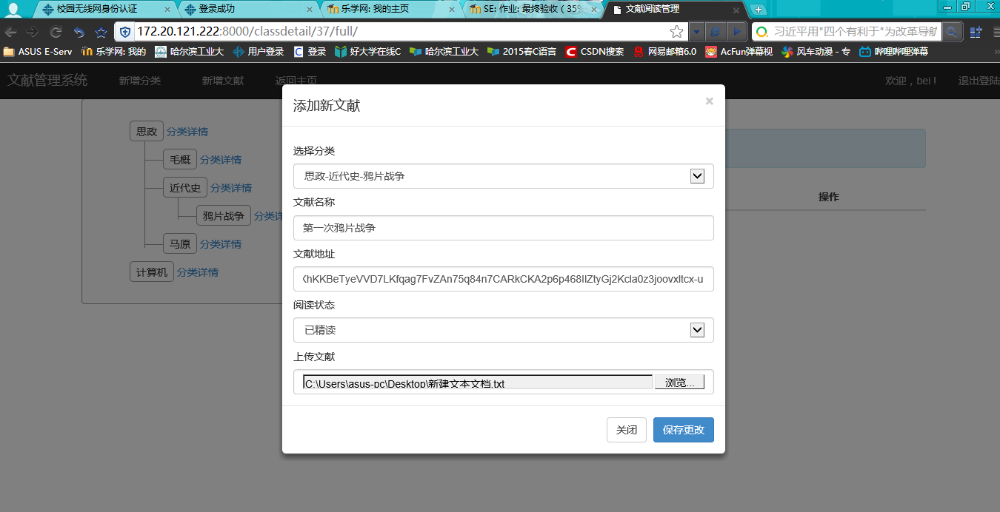 校园无线网身份认证 登录成功 乐学网: 我的主页 SE: 作业: 最终验收 ( 35% 文献阅读管理
172.20.121.222:8000/classdetail/37/full/ 习近平用"四个有利于"为改革导航
ASUS E-Serv 乐学网: 我的 哈尔滨工业大 用户登录 登录 好大学在线C 哈尔滨工业大 2015春C语言 CSDN搜索 网易邮箱6.0 AcFun弹幕视 风车动漫 - 专 哔哩哔哩弹幕
文献管理系统 新增分类 新增文献 返回主页 欢迎，bei ! 退出登陆
添加新文献 ×
思政 分类详情
毛概 分类详情
近代史 分类详情
鸦片战争 分类详
马原 分类详情
计算机 分类详情
选择分类
思政-近代史-鸦片战争
文献名称
第一次鸦片战争
文献地址
阅读状态
已精读
上传文献
C:\Users\asus-pc\Desktop\新建文本文档.txt 浏览...
关闭 保存更改
操作